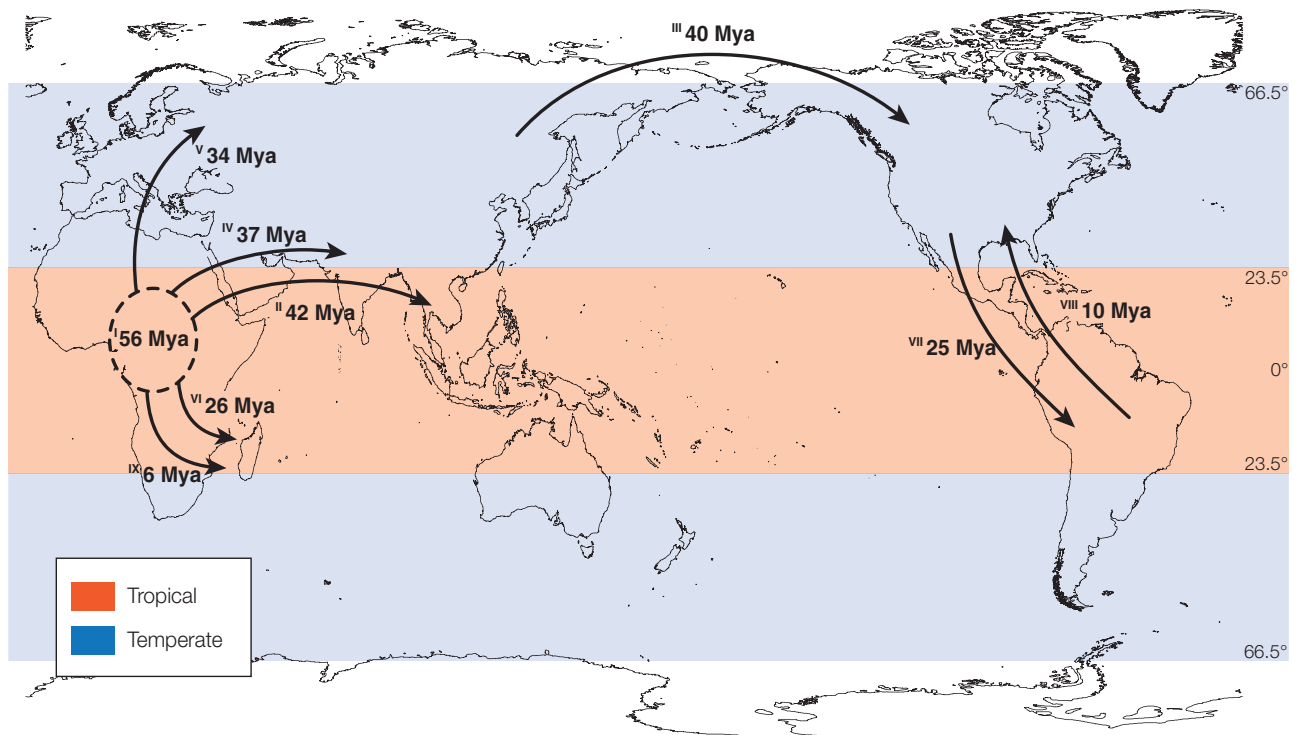 III 40 Mya
66.5°
V 34 Mya
IV 37 Mya
23.5°
II 42 Mya
VIII 10 Mya
I 56 Mya
VII 25 Mya
0°
VI 26 Mya
IX 6 Mya
23.5°
Tropical
Temperate
66.5°